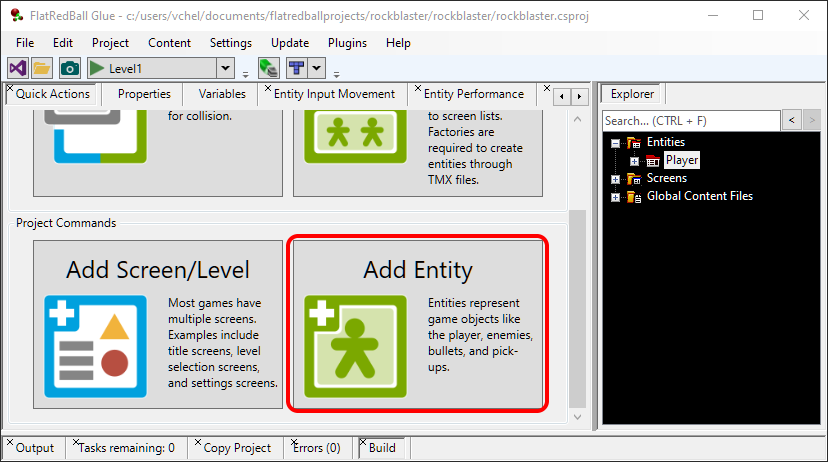 FlatRedBall Glue - c:/users/vchel/documents/flatredballprojects/rockblaster/rockblaster/rockblaster.csproj
File Edit Project Content Settings Update Plugins Help
Level1
Quick Actions Properties Variables Entity Input Movement Entity Performance
Explorer
Search... (CTRL + F)
< >
Entities
Player
Screens
Global Content Files
for collision.
to screen lists.
Factories are
required to create
entities through
TMX files.
Project Commands
Add Screen/Level
Most games have
multiple screens.
Examples include
title screens, level
selection screens,
and settings screens.
Add Entity
Entities represent
game objects like
the player, enemies,
bullets, and pick-
ups.
Output Tasks remaining: 0 Copy Project Errors (0) Build